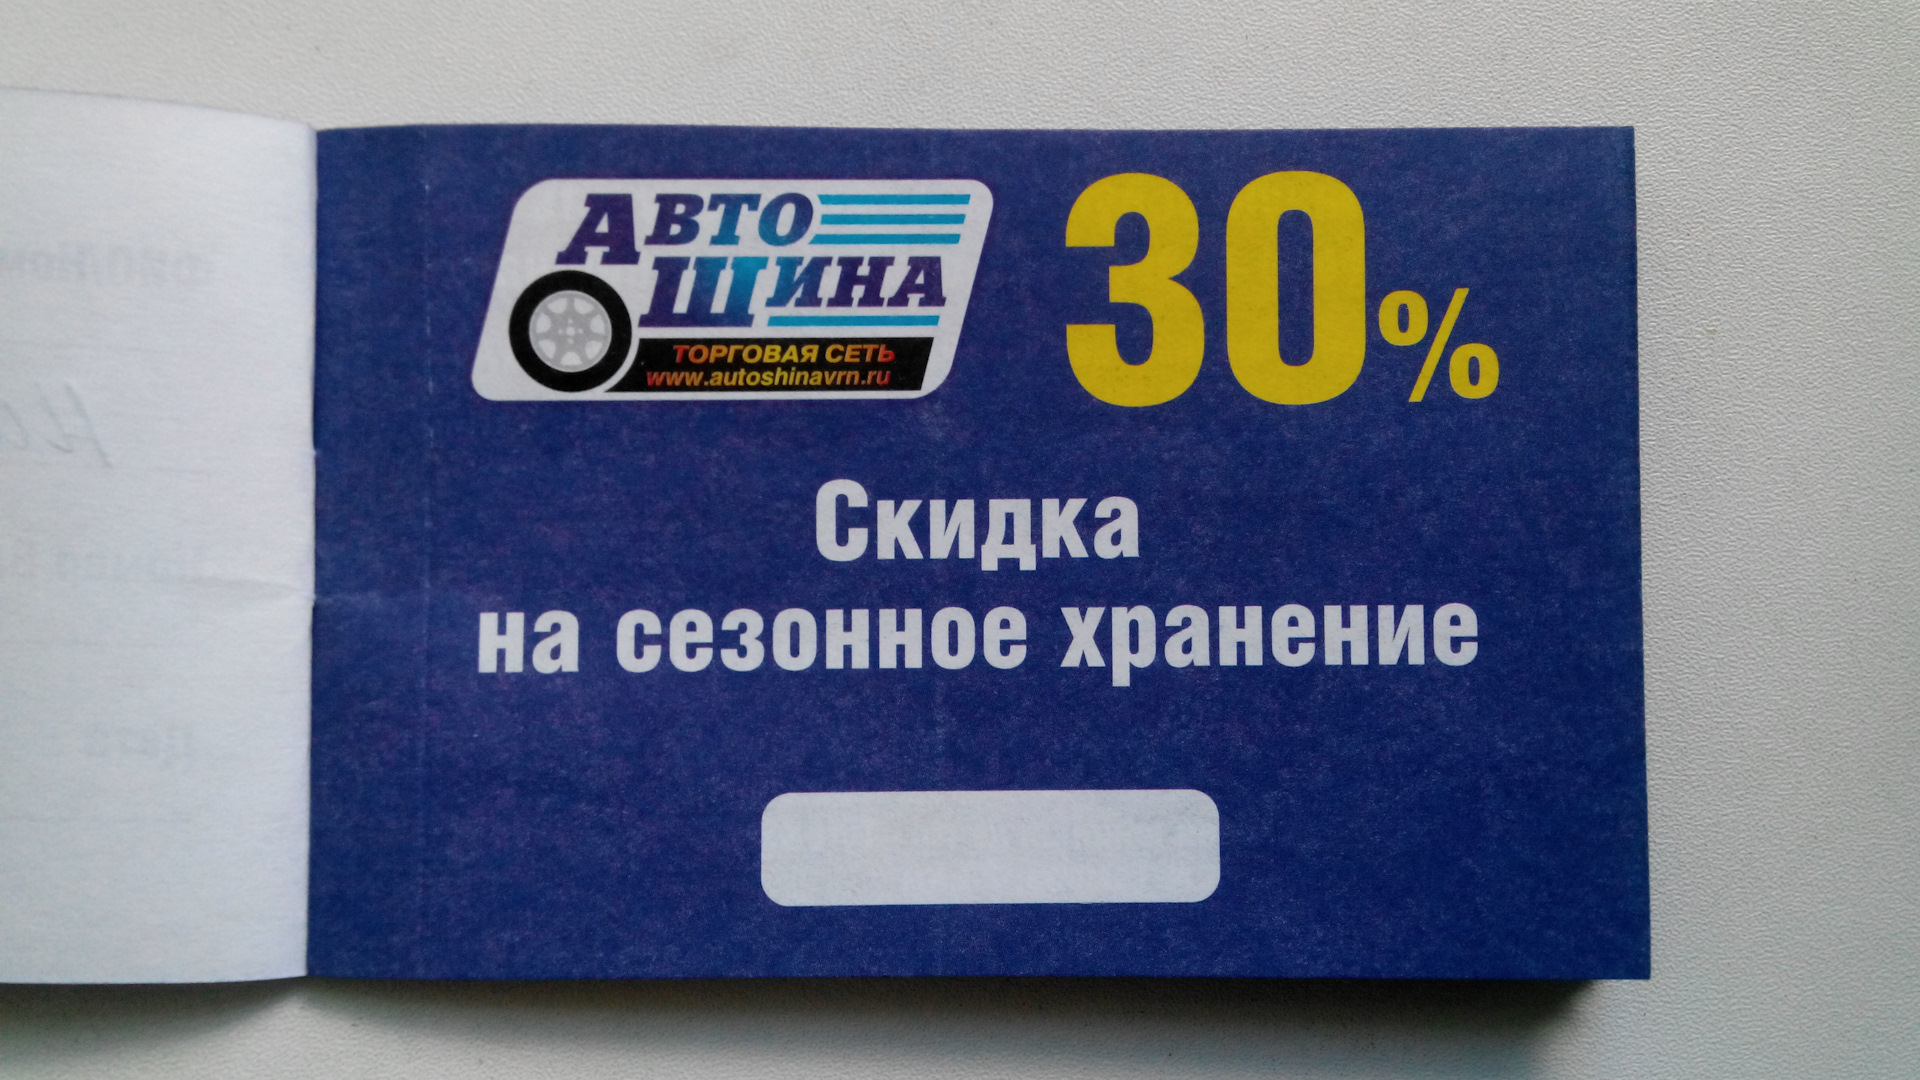 АВТО
ШИНА
ТОРГОВАЯ СЕТЬ
www.autoshinavrn.ru
30%
Скидка
на сезонное хранение